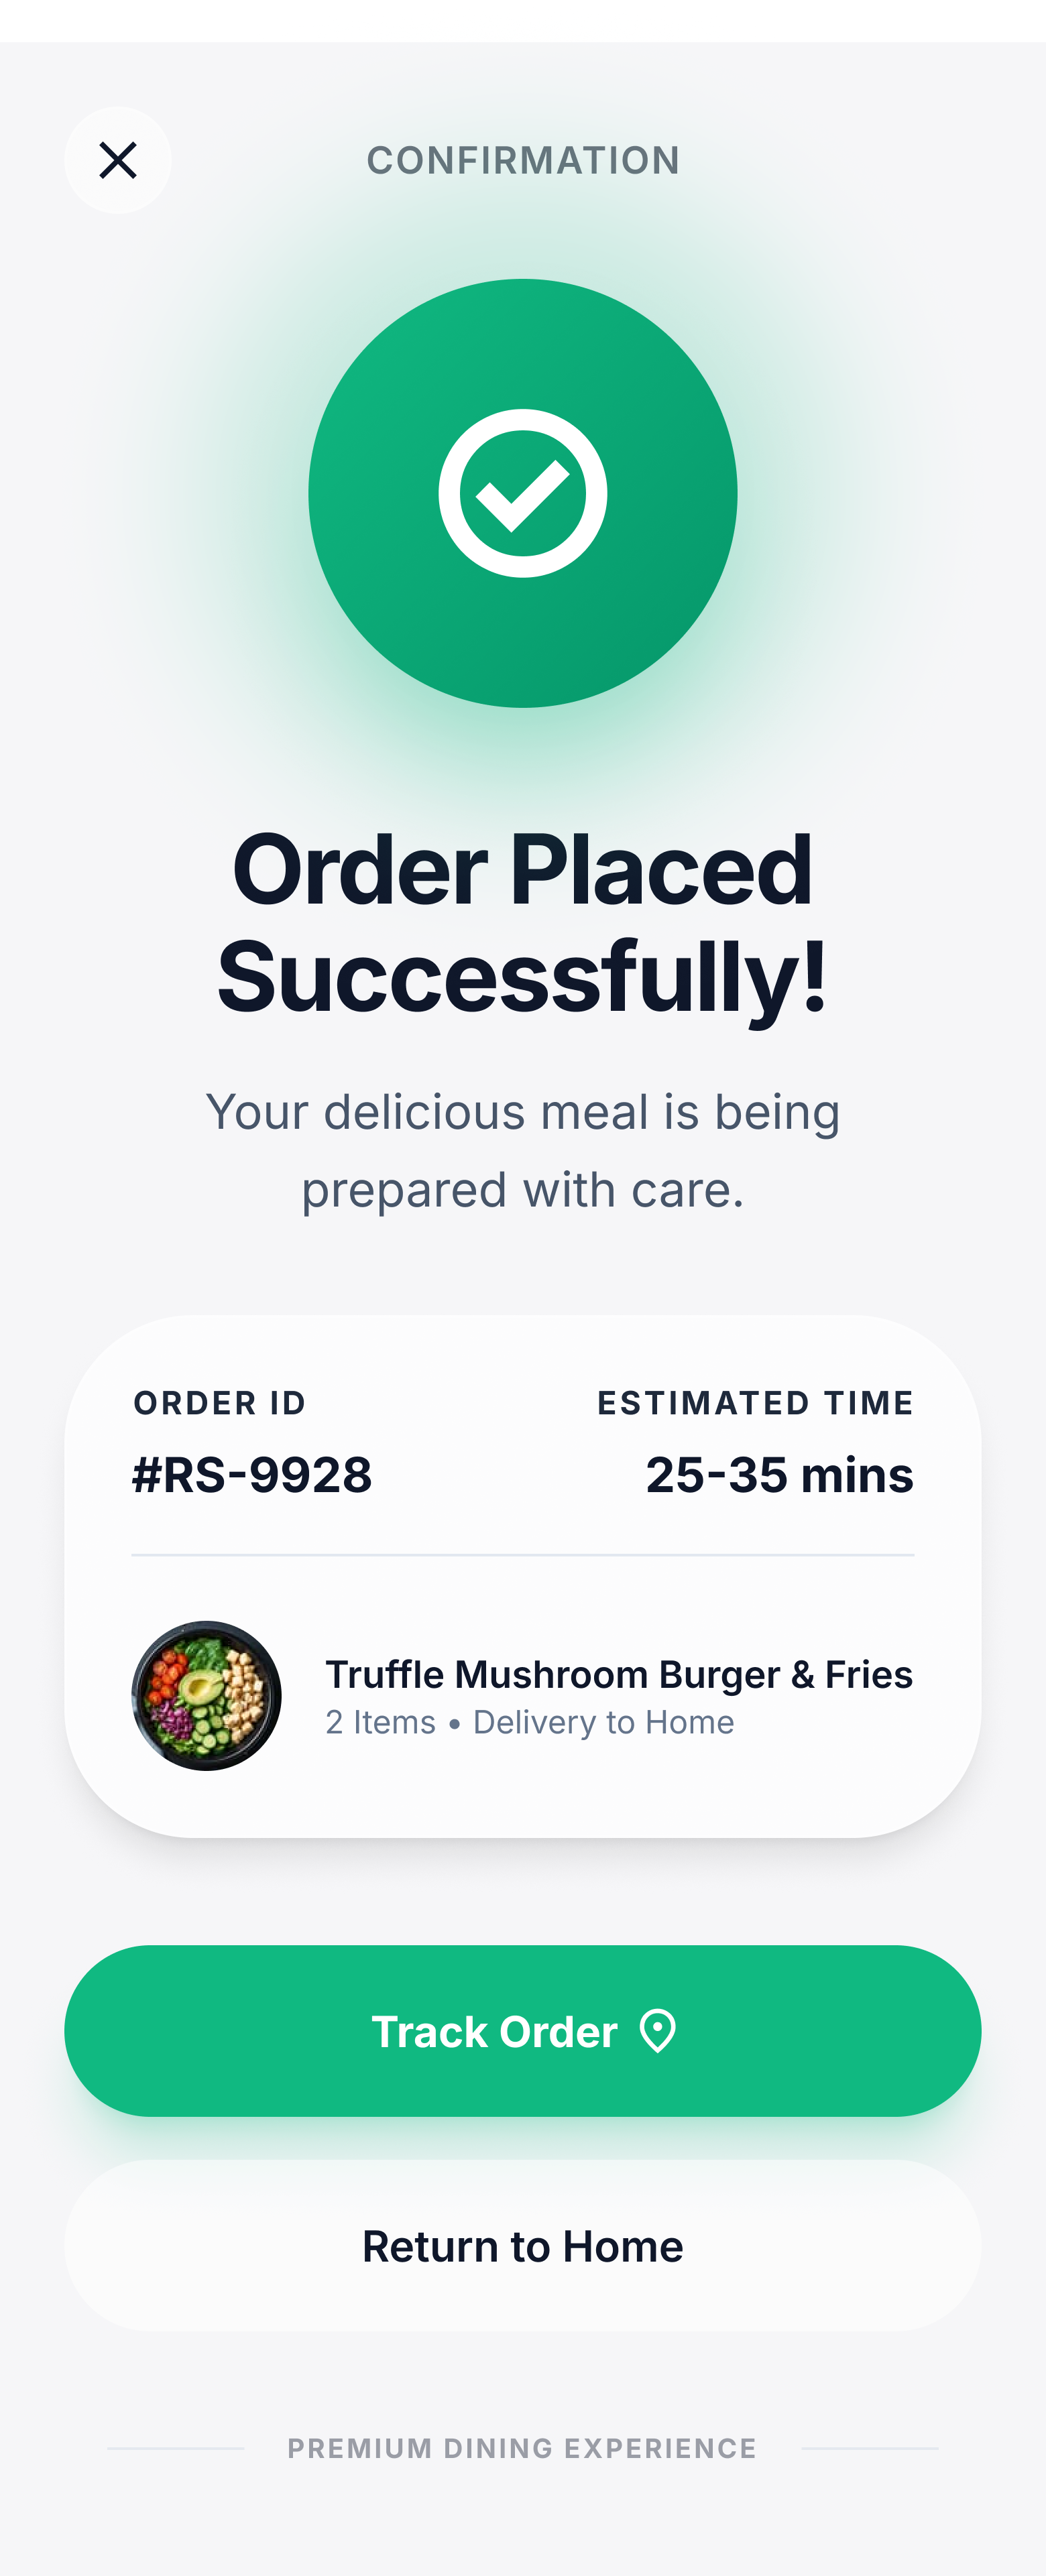 CONFIRMATION
Order Placed
Successfully!
Your delicious meal is being
prepared with care.
ORDER ID
ESTIMATED TIME
#RS-9928
25-35 mins
Truffle Mushroom Burger & Fries
2 Items • Delivery to Home
Track Order
Return to Home
PREMIUM DINING EXPERIENCE